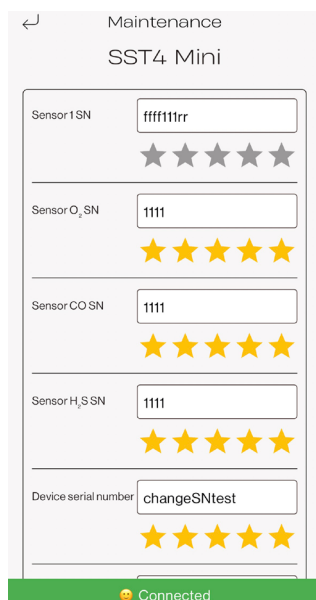 Maintenance
SST4 Mini
Sensor 1 SN
ffff111rr
Sensor O₂ SN
1111
Sensor CO SN
1111
Sensor H₂S SN
1111
Device serial number
changeSNtest
Connected